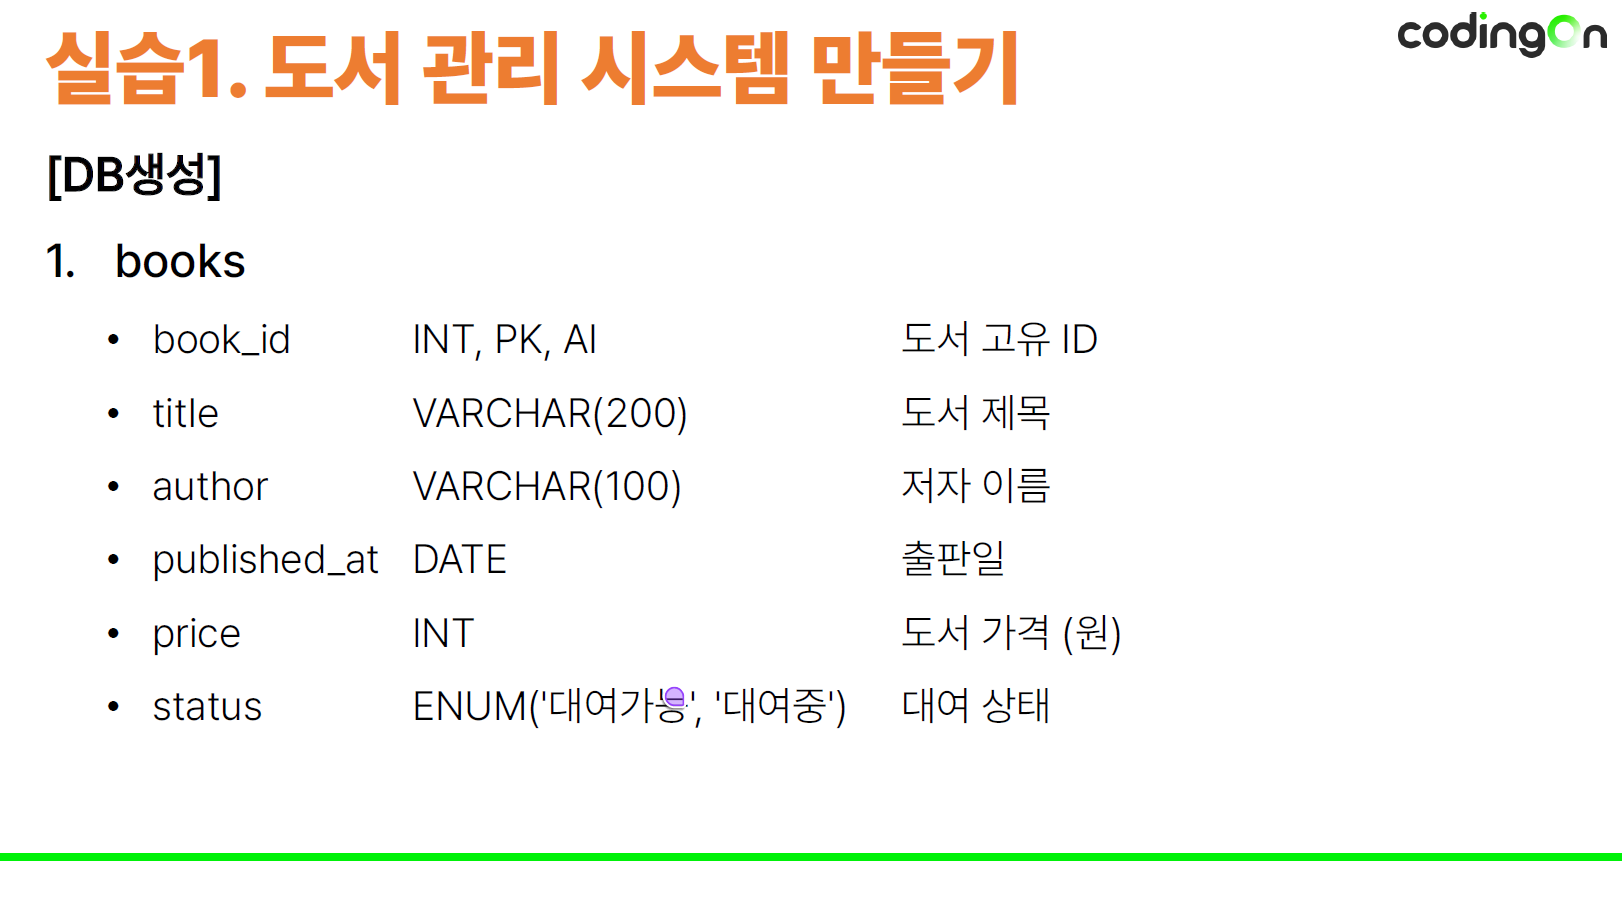 실습1. 도서 관리 시스템 만들기
codingOn
[DB생성]
1. books
• book_id INT, PK, AI 도서 고유 ID
• title VARCHAR(200) 도서 제목
• author VARCHAR(100) 저자 이름
• published_at DATE 출판일
• price INT 도서 가격 (원)
• status ENUM('대여가능', '대여중') 대여 상태